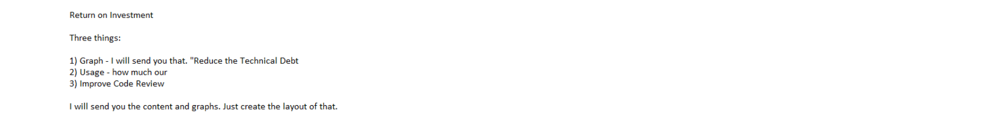 Return on Investment
Three things:
1) Graph - I will send you that. "Reduce the Technical Debt
2) Usage - how much our
3) Improve Code Review
I will send you the content and graphs. Just create the layout of that.